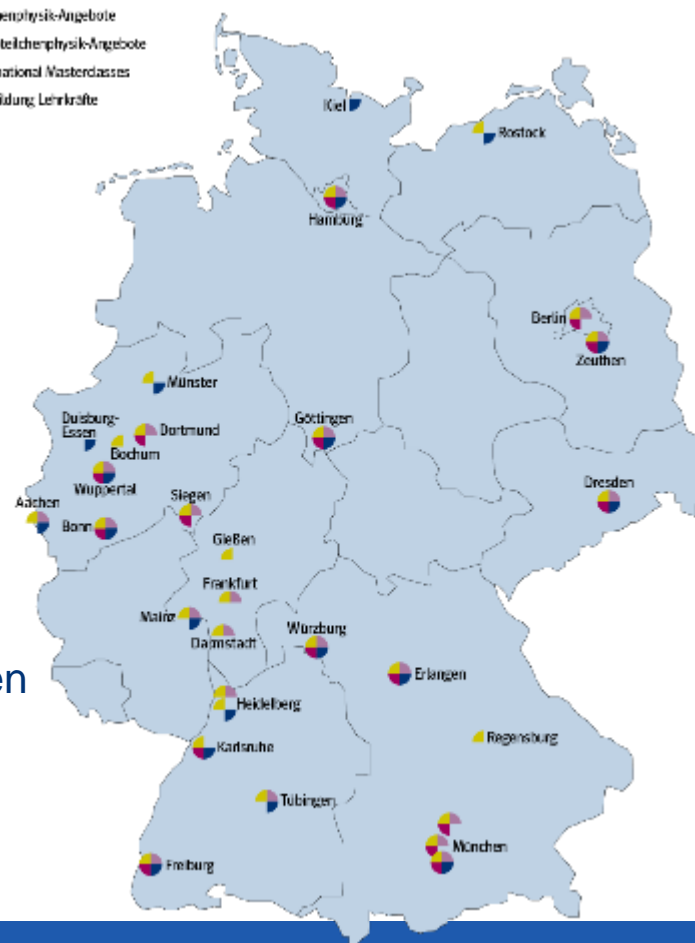 enphysik-Angebote
teilchenphysik-Angebote
national Masterclasses
ildung Lehrkräfte
Kiel
Rostock
Hamburg
Berlin
Zeuthen
Münster
Duisburg-
Essen
Dortmund
Bochum
Göttingen
Wuppertal
Dresden
Aachen
Siegen
Bonn
Gießen
Frankfurt
Mainz
Darmstadt
Würzburg
en
Erlangen
Heidelberg
Regensburg
Karlsruhe
Tübingen
München
Freiburg